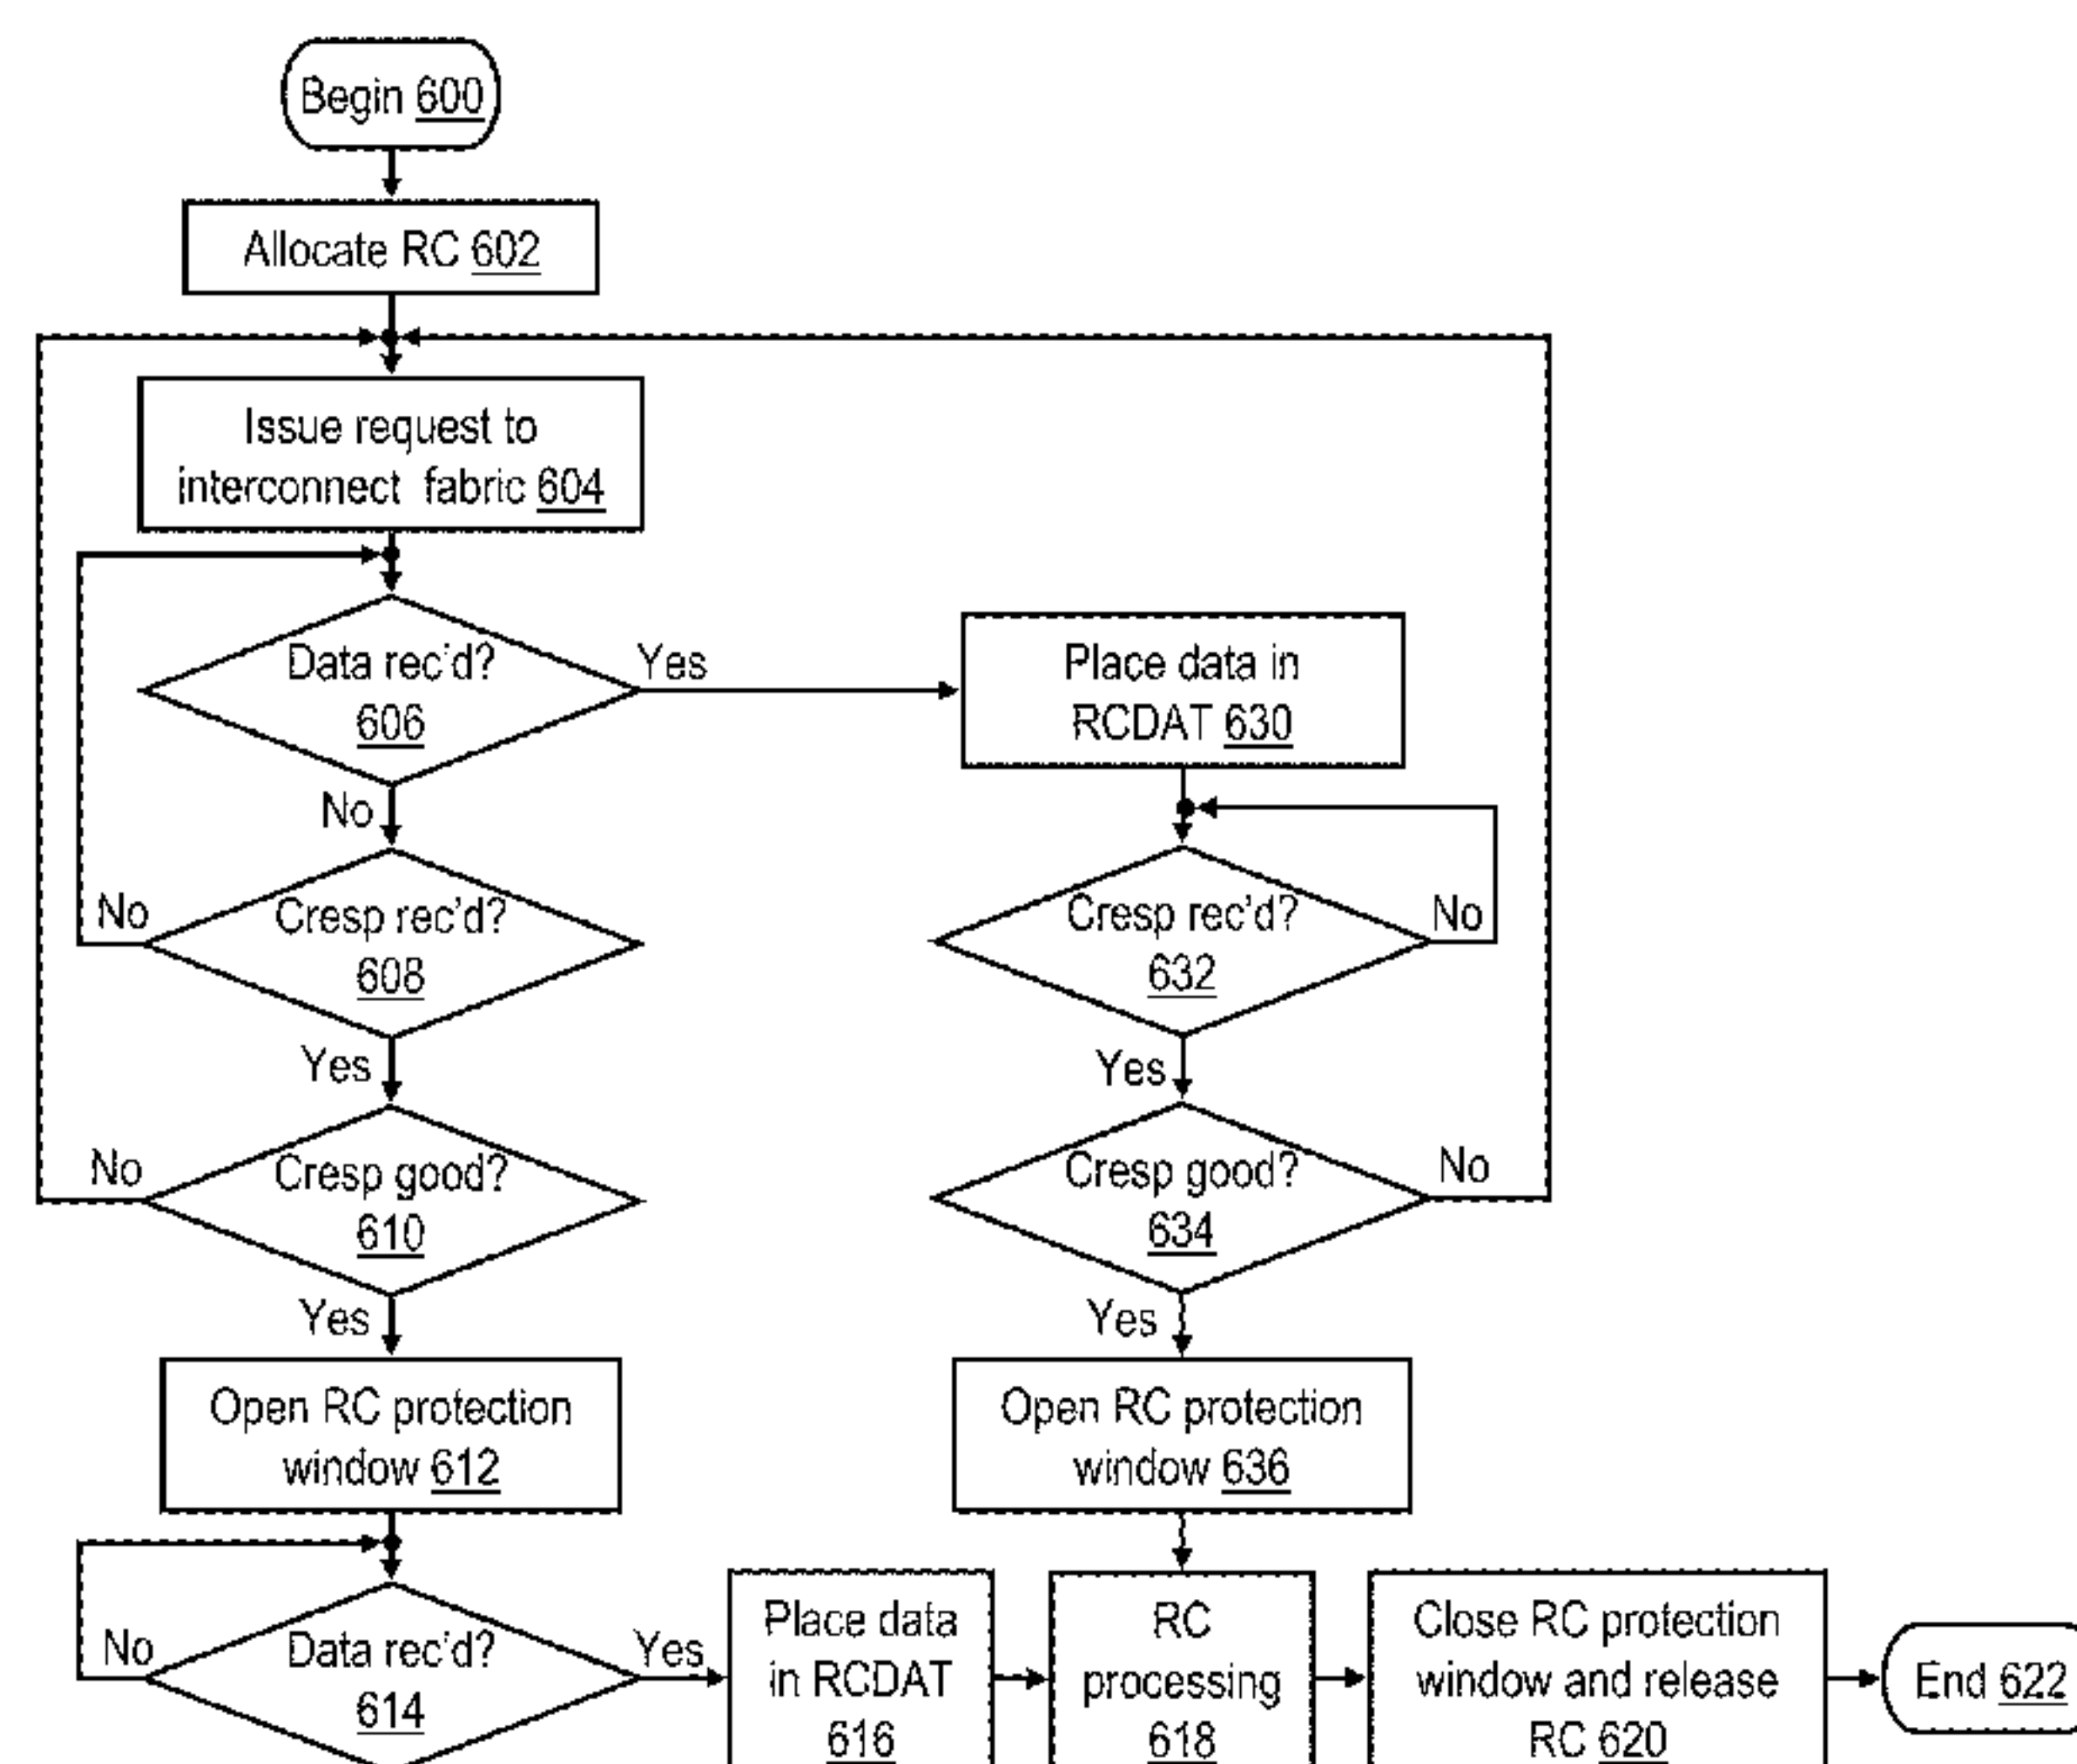 Begin 600
Allocate RC 602
Issue request to
interconnect fabric 604
Data rec'd?
606
Yes
No
Place data in
RCDAT 630
Cresp rec'd?
608
No
Yes
Cresp rec'd?
632
No
Yes
Cresp good?
610
No
Yes
Cresp good?
634
No
Yes
Open RC protection
window 612
Open RC protection
window 636
Data rec'd?
614
No
Yes
Place data
in RCDAT
616
RC
processing
618
Close RC protection
window and release
RC 620
End 622